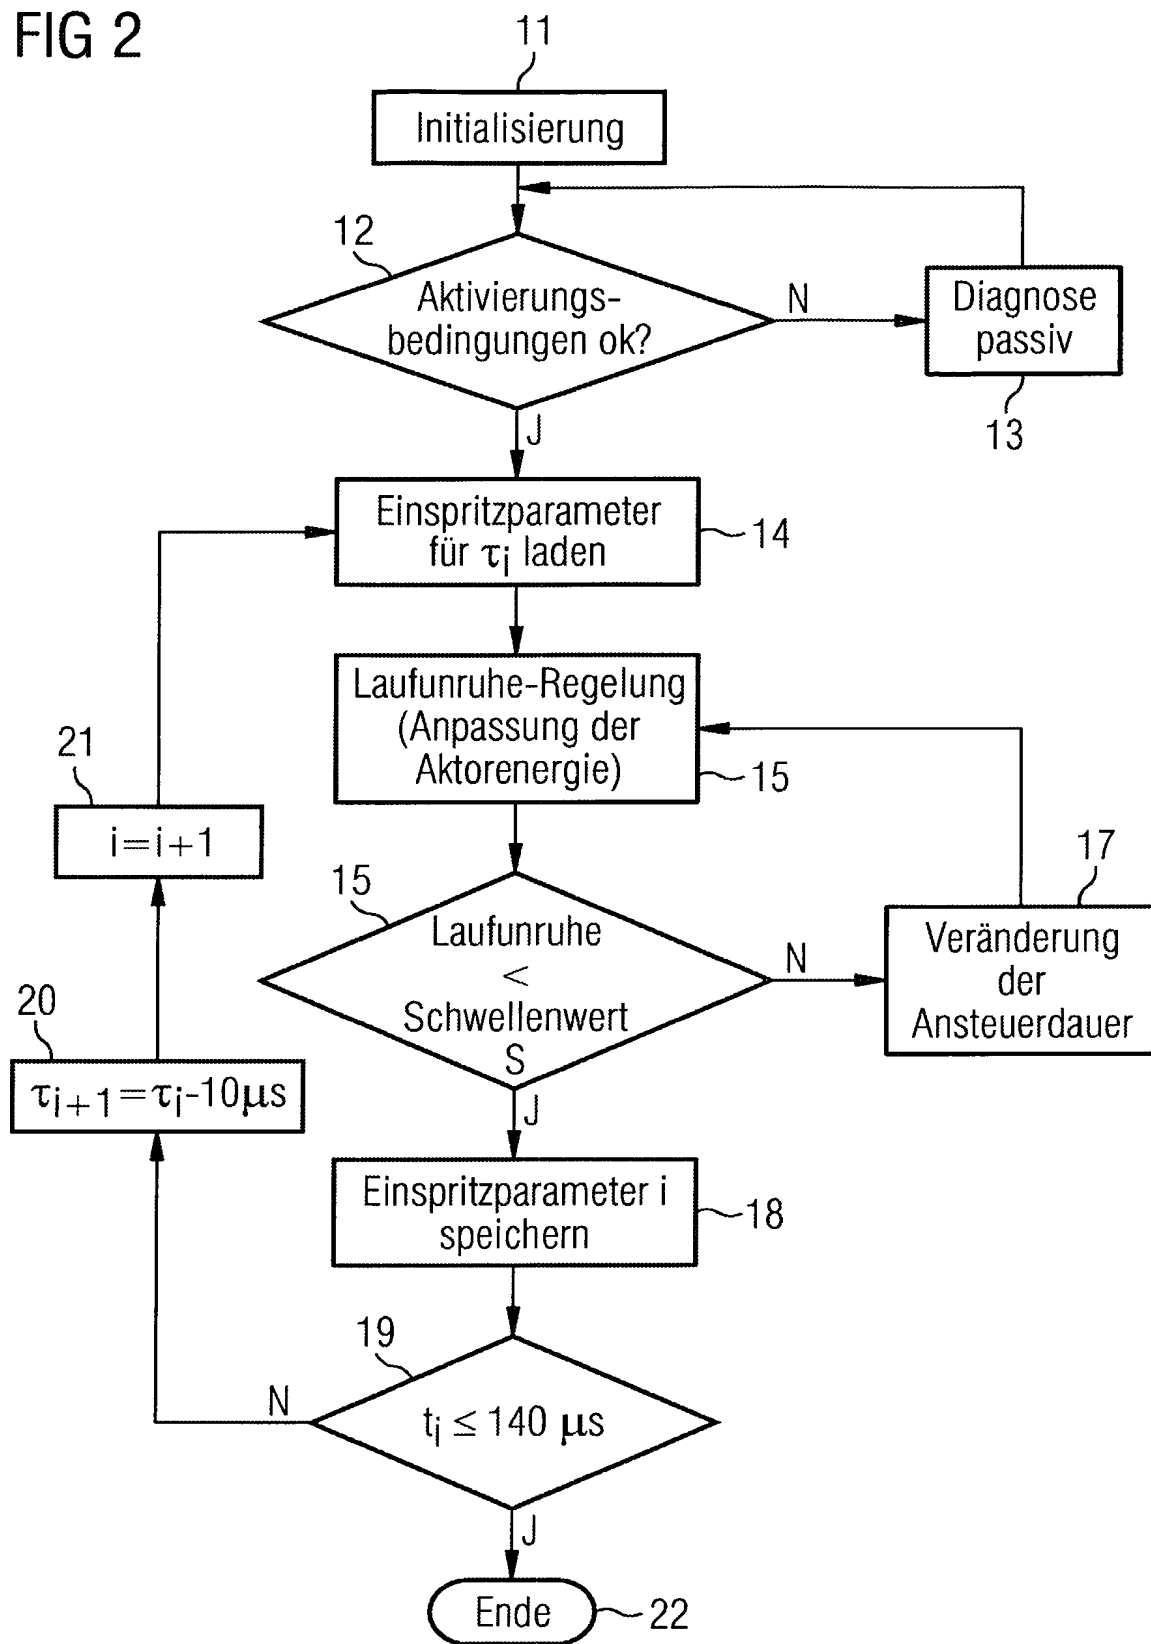 FIG 2
11
Initialisierung
12
Aktivierungs-
bedingungen ok?
N
Diagnose
passiv
13
J
Einspritzparameter
für τi laden
14
Laufunruhe-Regelung
(Anpassung der
Aktorenergie)
15
21
i=i+1
15
Laufunruhe
<
Schwellenwert
S
N
17
Veränderung
der
Ansteuerdauer
20
τi+1=τi-10μs
J
Einspritzparameter i
speichern
18
19
N
ti ≤ 140 μs
J
Ende
22